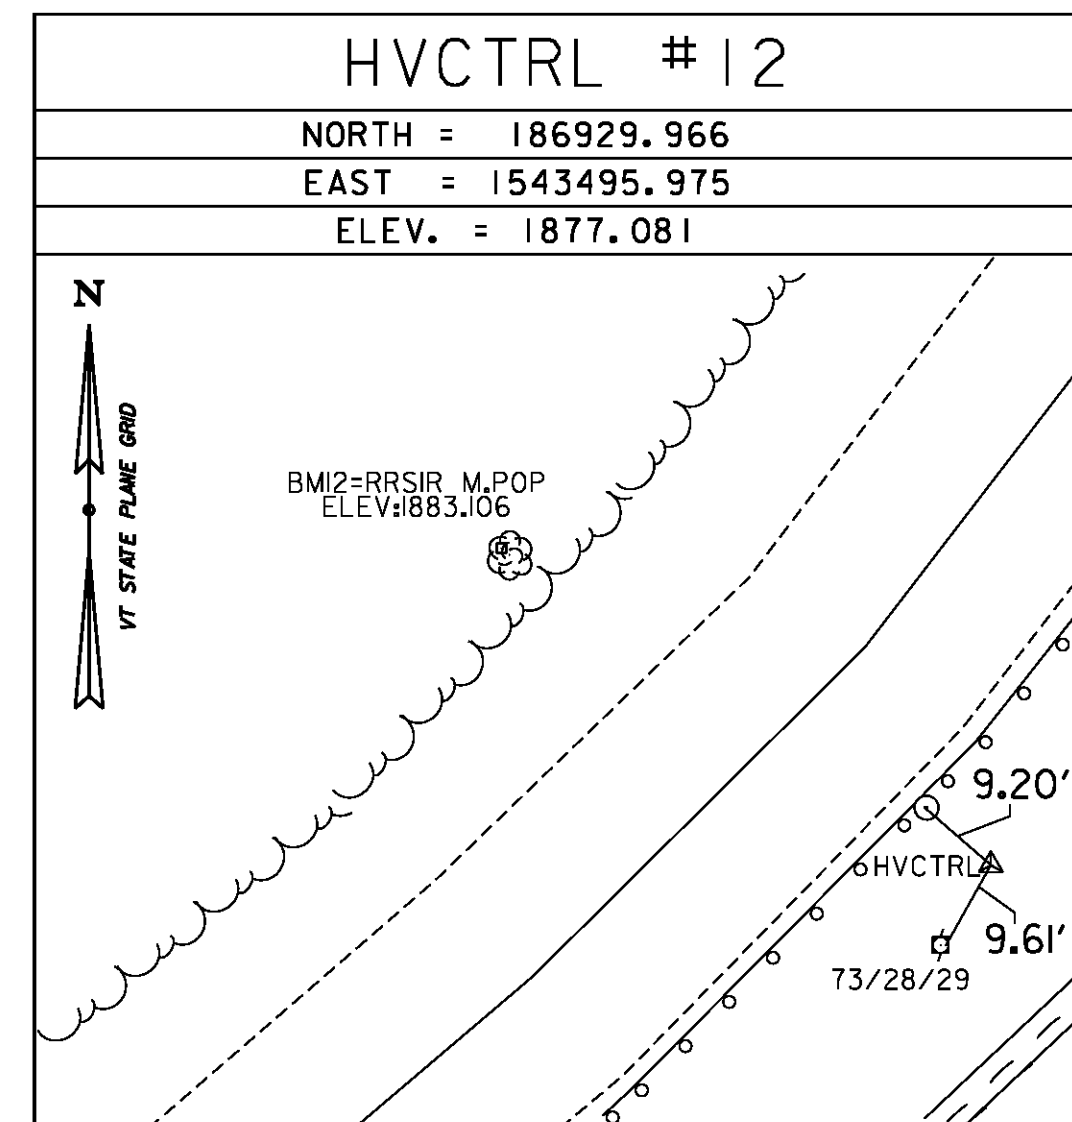 HVCTRL #12
NORTH = 186929.966
EAST = 1543495.975
ELEV. = 1877.081
N
VT STATE PLANE GRID
BM12=RRSIR M.POP
ELEV:1883.106
9.20'
HVCTRL
9.61'
73/28/29